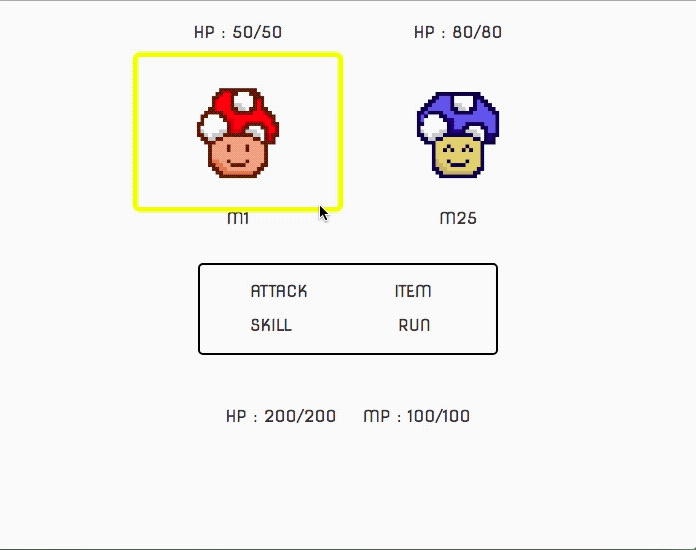 HP : 50/50 HP : 80/80
M1 M25
ATTACK ITEM
SKILL RUN
HP : 200/200 MP : 100/100